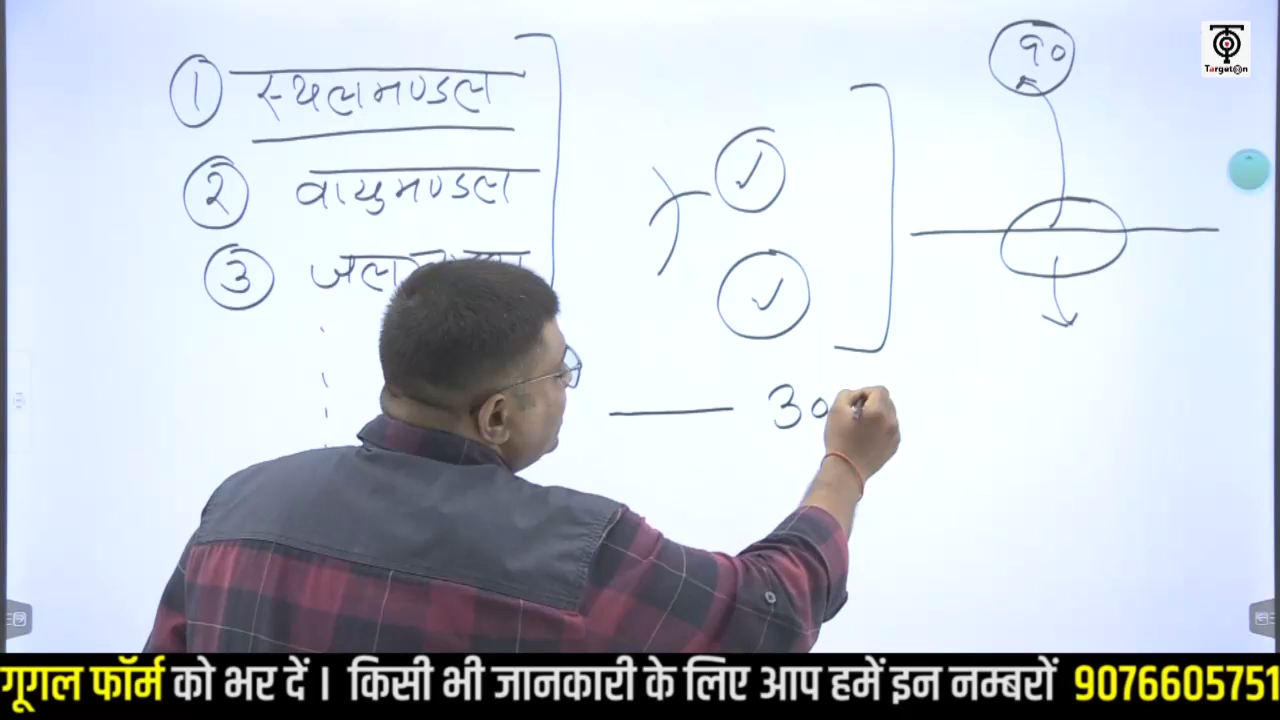 90
Target@n
① स्थलमण्डल
② वायुमण्डल
③ जल
30
गूगल फॉर्म को भर दें । किसी भी जानकारी के लिए आप हमें इन नम्बरों 9076605751